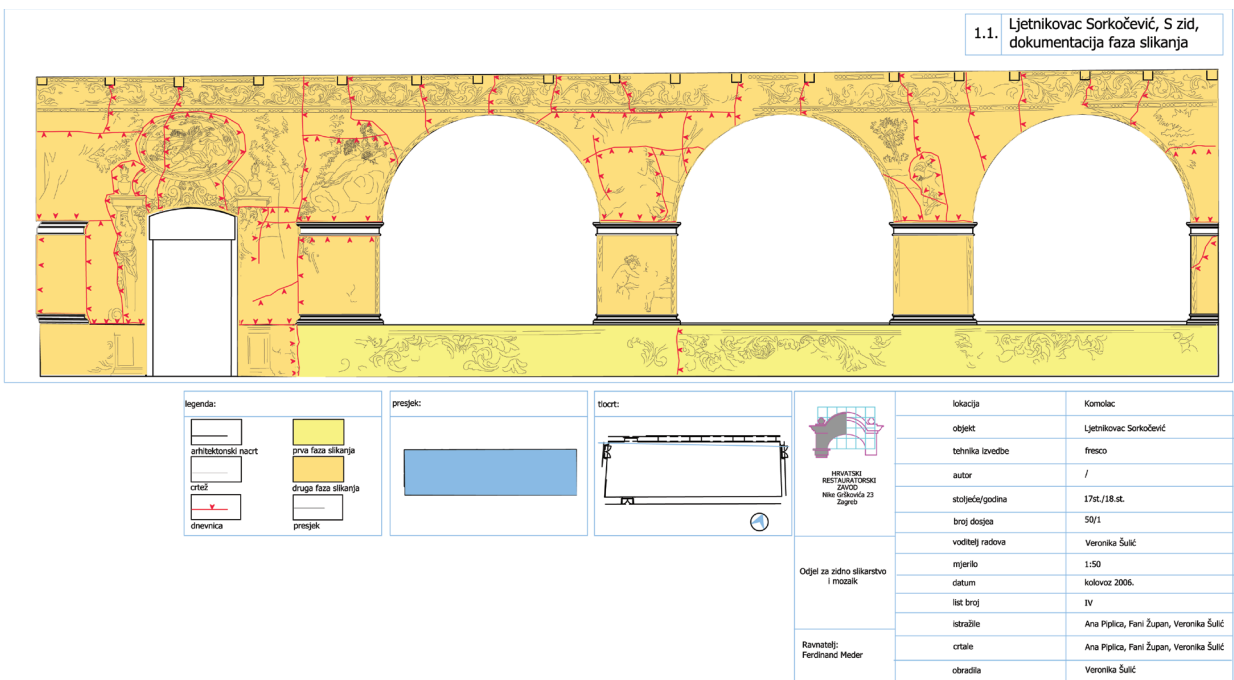 1.1.
Ljetnikovac Sorkočević, S zid,
dokumentacija faza slikanja
legenda:
arhitektonski nacrt
prva faza slikanja
crtež
druga faza slikanja
dnevnica
presjek
presjek:
tlocrt:
HRVATSKI
RESTAURATORSKI
ZAVOD
Nike Grškovića 23
Zagreb
Odjel za zidno slikarstvo
i mozaik
Ravnatelj:
Ferdinand Meder
lokacija Komolac
objekt Ljetnikovac Sorkočević
tehnika izvedbe fresco
autor /
stoljeće/godina 17st./18.st.
broj dosjea 50/1
voditelj radova Veronika Šulić
mjerilo 1:50
datum kolovoz 2006.
list broj IV
istražile Ana Piplica, Fani Župan, Veronika Šulić
crtale Ana Piplica, Fani Župan, Veronika Šulić
obradila Veronika Šulić